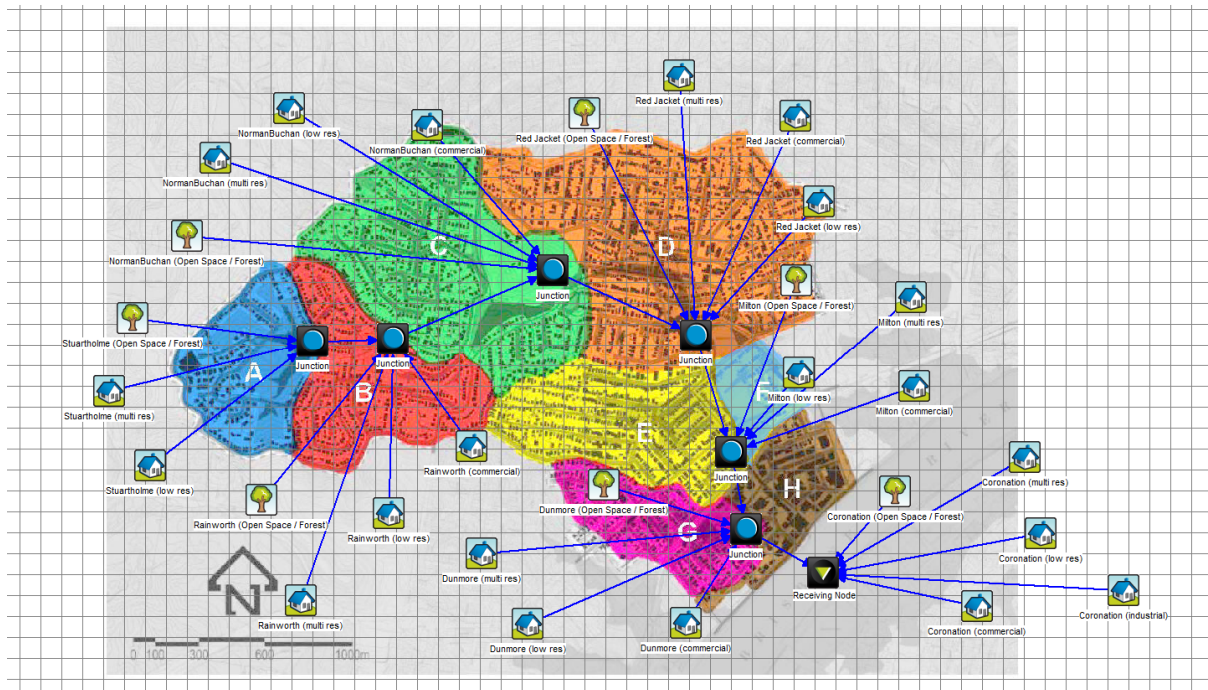 Red Jacket (multi res)
NormanBuchan (low res)
Red Jacket (Open Space / Forest)
Red Jacket (commercial)
NormanBuchan (commercial)
NormanBuchan (multi res)
Red Jacket (low res)
C
D
NormanBuchan (Open Space / Forest)
Junction
Milton (Open Space / Forest)
Milton (multi res)
Stuartholme (Open Space / Forest)
Junction
Junction
Junction
A
B
F
Milton (low res)
Milton (commercial)
Stuartholme (multi res)
E
Rainworth (commercial)
Junction
Coronation (multi res)
Stuartholme (low res)
H
Dunmore (Open Space / Forest)
Coronation (Open Space / Forest)
Rainworth (Open Space / Forest)
Rainworth (low res)
G
Junction
Coronation (low res)
Dunmore (multi res)
N
Receiving Node
Coronation (industrial)
Rainworth (multi res)
Coronation (commercial)
Dunmore (low res)
Dunmore (commercial)
0 100 300 600 1000m